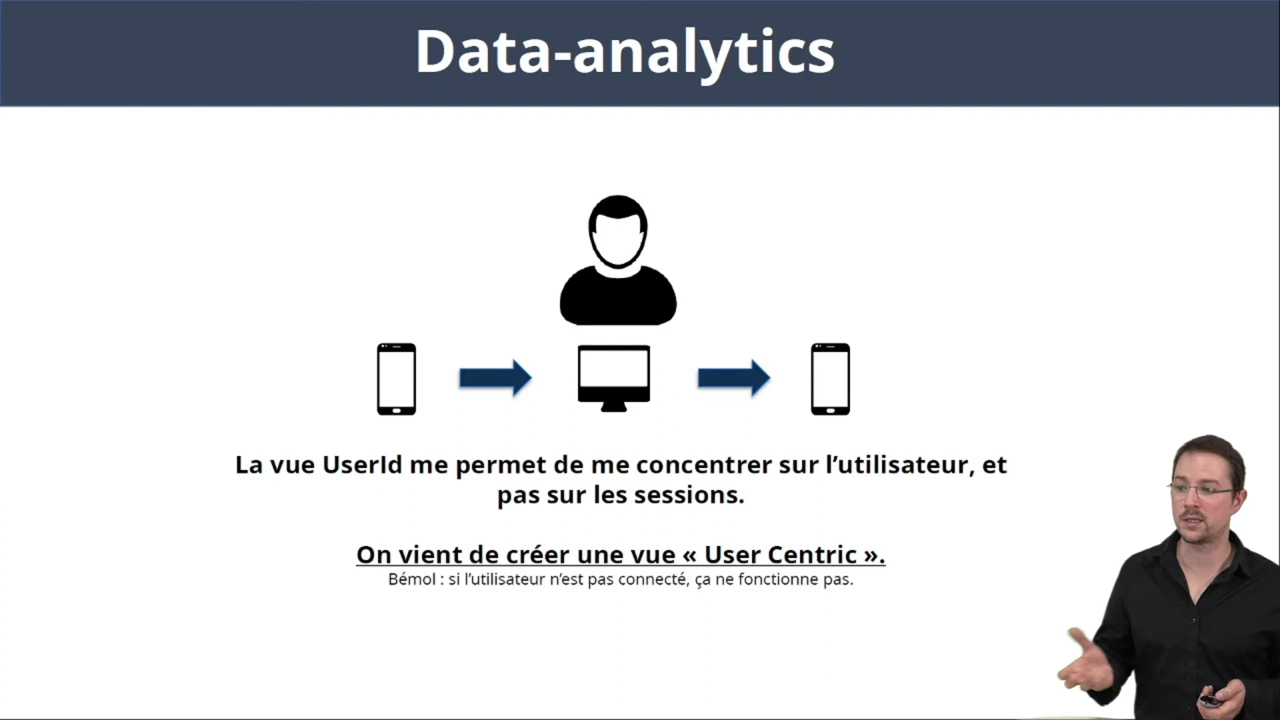 Data-analytics
La vue UserId me permet de me concentrer sur l’utilisateur, et
pas sur les sessions.
On vient de créer une vue « User Centric ».
Bémol : si l’utilisateur n’est pas connecté, ça ne fonctionne pas.